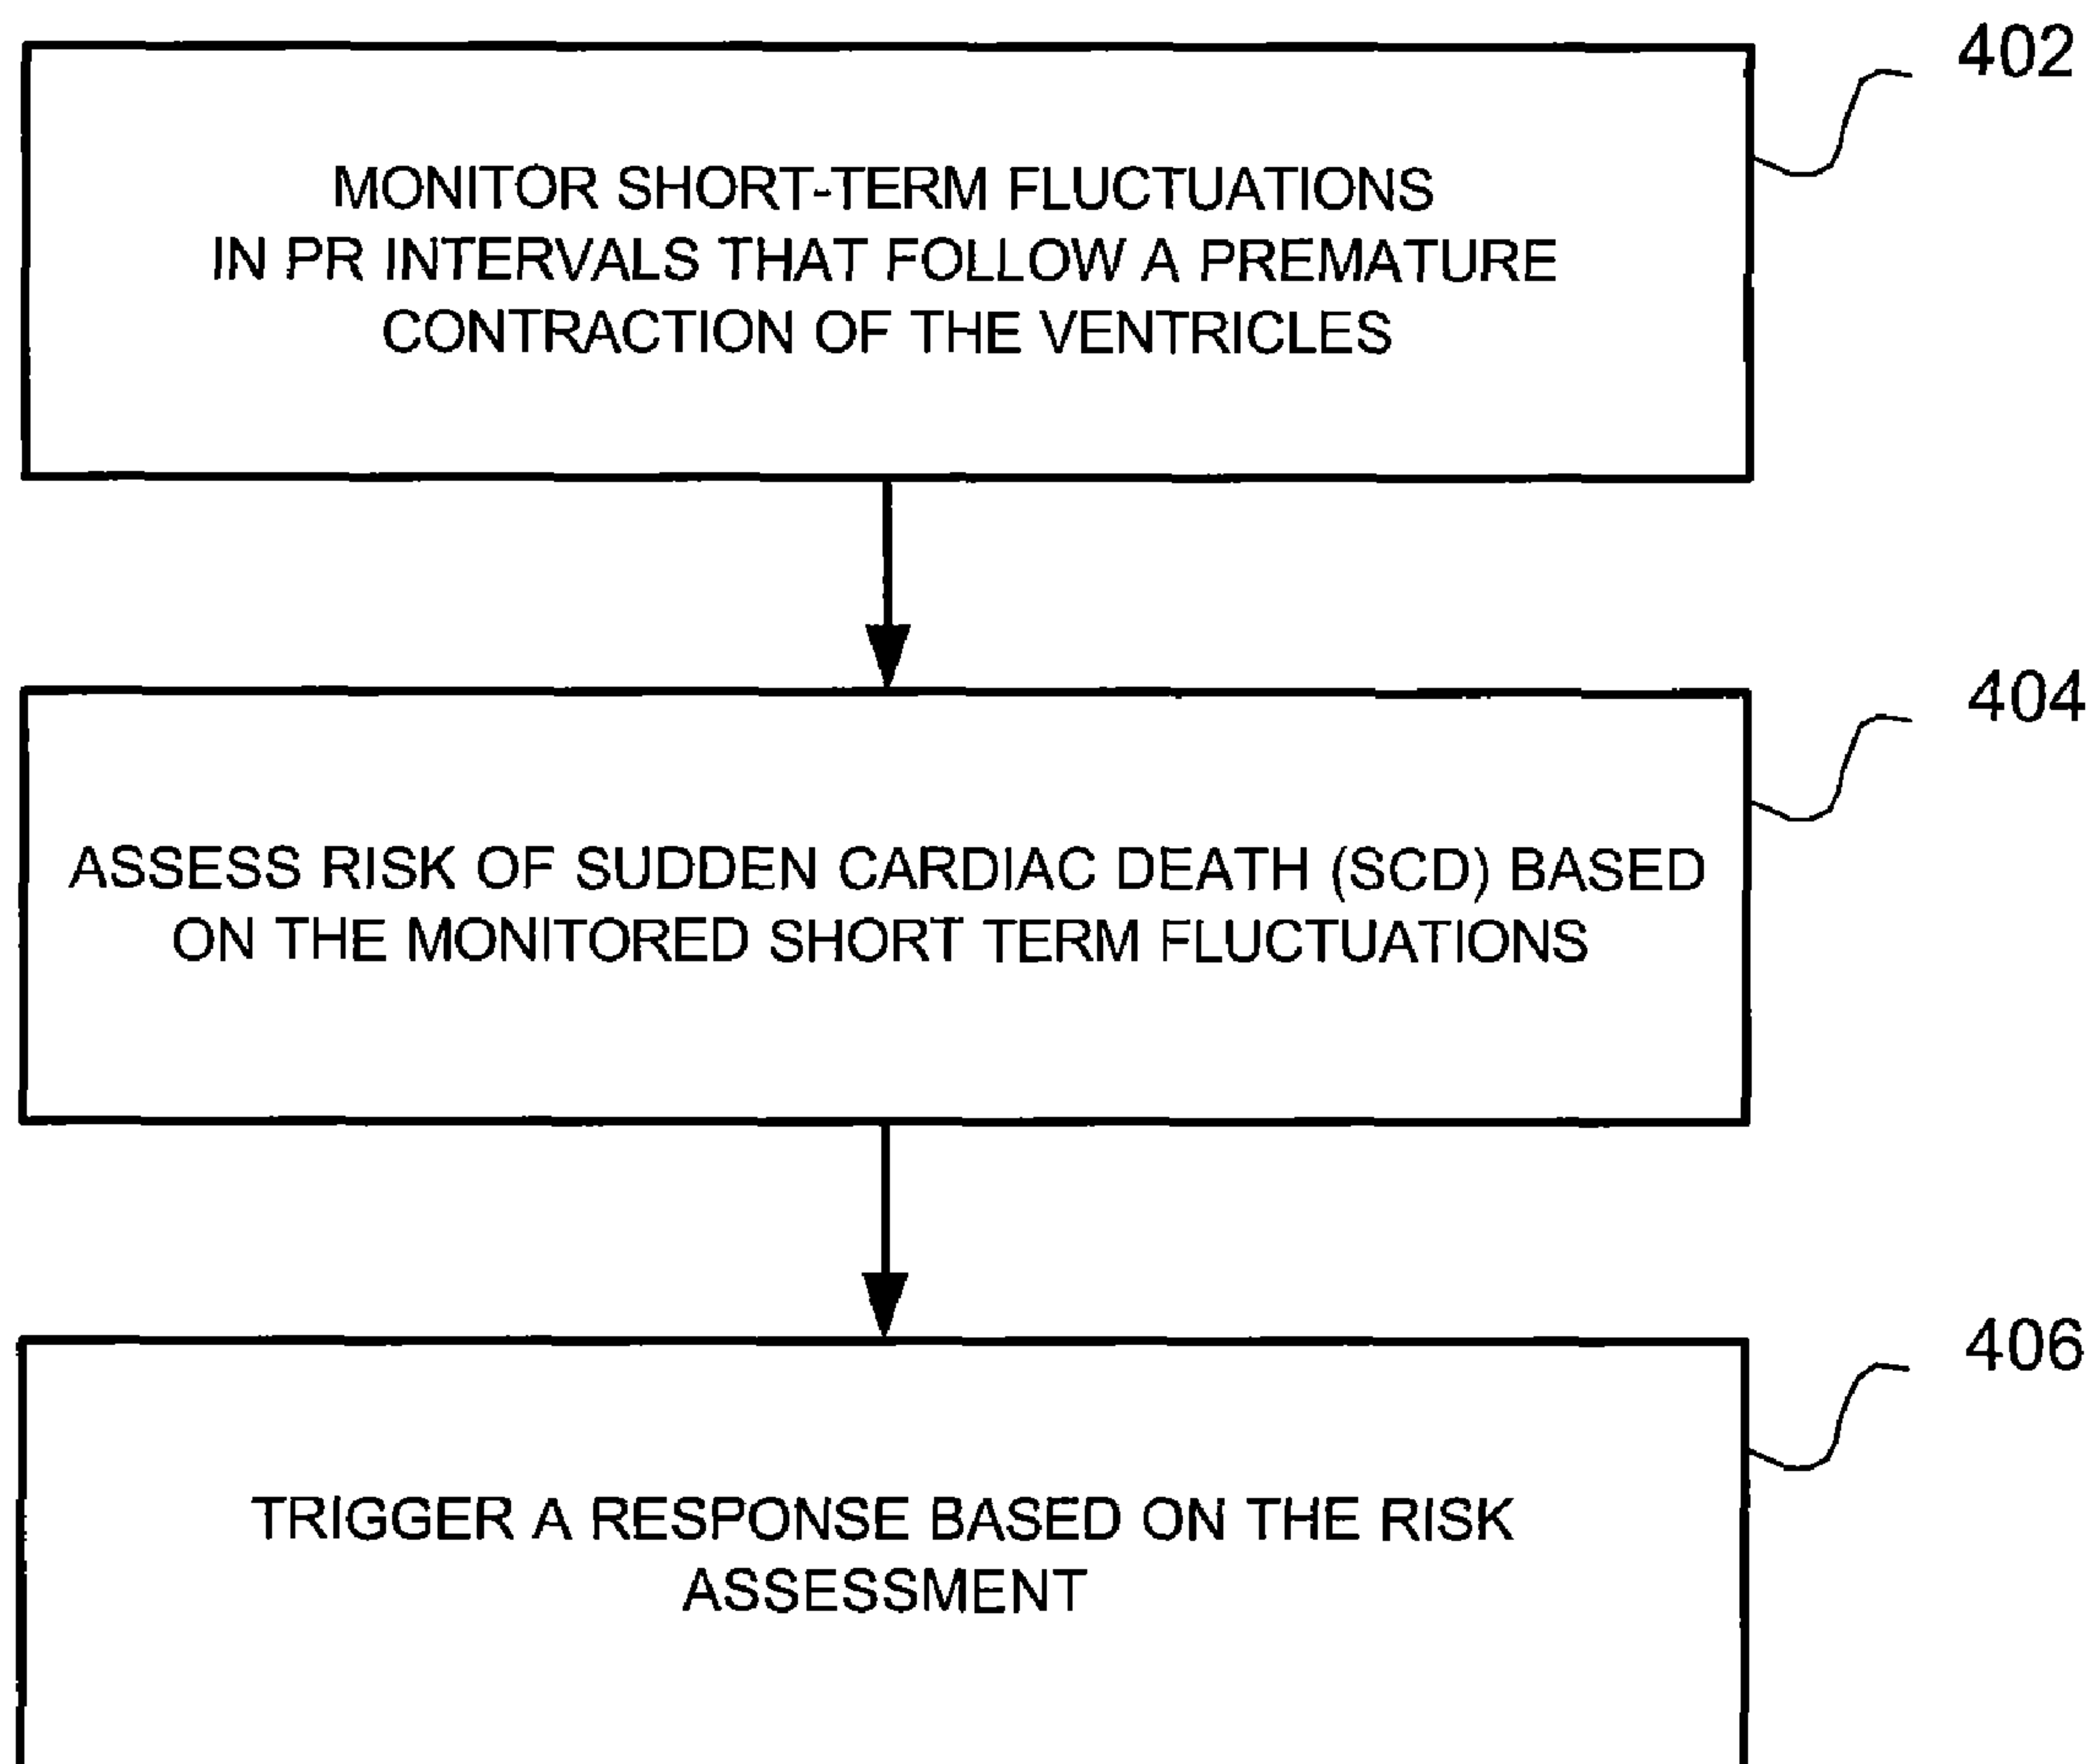 402
MONITOR SHORT-TERM FLUCTUATIONS
IN PR INTERVALS THAT FOLLOW A PREMATURE
CONTRACTION OF THE VENTRICLES
404
ASSESS RISK OF SUDDEN CARDIAC DEATH (SCD) BASED
ON THE MONITORED SHORT TERM FLUCTUATIONS
406
TRIGGER A RESPONSE BASED ON THE RISK
ASSESSMENT